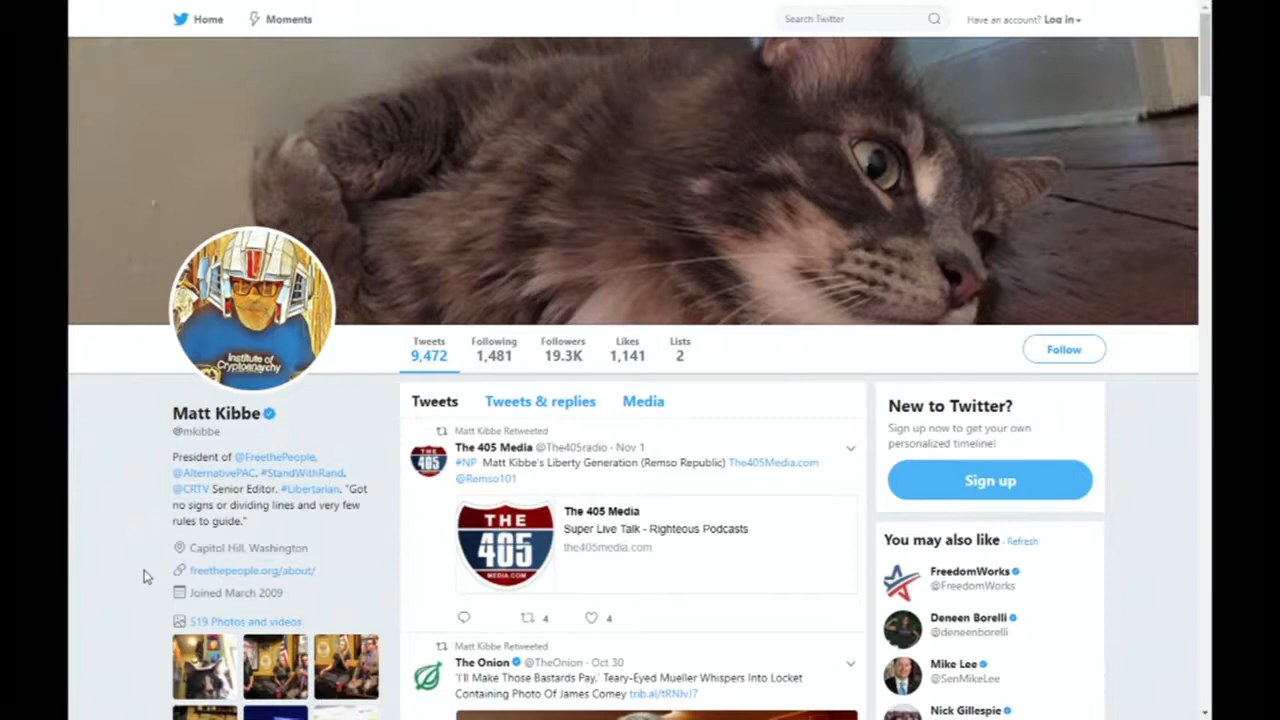 Home
Moments
Search Twitter
Have an account? Log in
Institute of
Cryptoanarchy
Tweets
9,472
Following
1,481
Followers
19.3K
Likes
1,141
Lists
2
Follow
Matt Kibbe
@mkibbe
President of @FreethePeople,
@AlternativePAC. #StandWithRand.
@CRTV Senior Editor. #Libertarian. "Got
no signs or dividing lines and very few
rules to guide."
Capitol Hill, Washington
freethepeople.org/about/
Joined March 2009
519 Photos and videos
Tweets
Tweets & replies
Media
Matt Kibbe Retweeted
The 405 Media @The405radio · Nov 1
#NP Matt Kibbe's Liberty Generation (Remso Republic) The405Media.com
@Remso101
THE
405
MEDIA.COM
The 405 Media
Super Live Talk - Righteous Podcasts
the405media.com
4
4
Matt Kibbe Retweeted
The Onion @TheOnion · Oct 30
'I'll Make Those Bastards Pay,' Teary-Eyed Mueller Whispers Into Locket
Containing Photo Of James Comey trib.al/tRNlvJ7
New to Twitter?
Sign up now to get your own
personalized timeline!
Sign up
You may also like · Refresh
FreedomWorks
@FreedomWorks
Deneen Borelli
@deneenborelli
Mike Lee
@SenMikeLee
Nick Gillespie